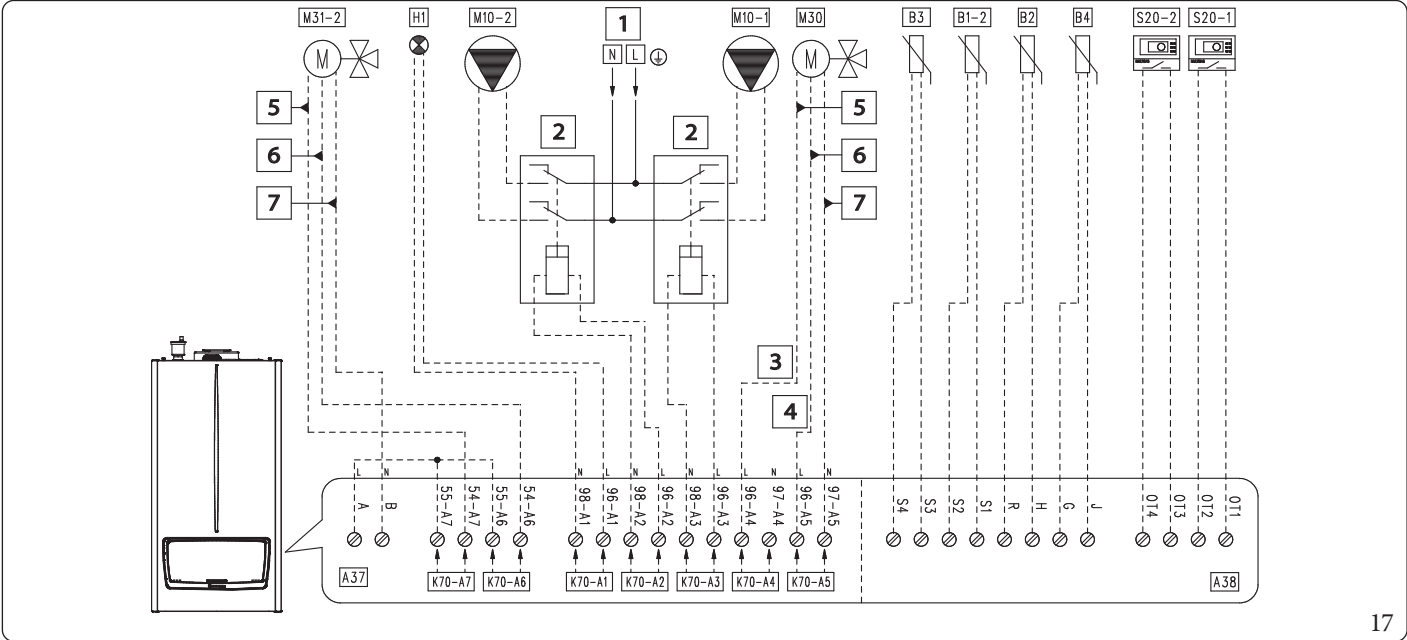 M31-2 H1 M10-2 1 M10-1 M30 B3 B1-2 B2 B4 S20-2 S20-1
N L
M M
5 5
2 2
6 6
7 7
3
4
L N N L N L N L L N L N
A B 55-A7 54-A7 55-A6 54-A6 98-A1 96-A1 98-A2 96-A2 98-A3 96-A3 96-A4 97-A4 96-A5 97-A5 S4 S3 S2 S1 R H G J OT4 OT3 OT2 OT1
A37 K70-A7 K70-A6 K70-A1 K70-A2 K70-A3 K70-A4 K70-A5 A38
17